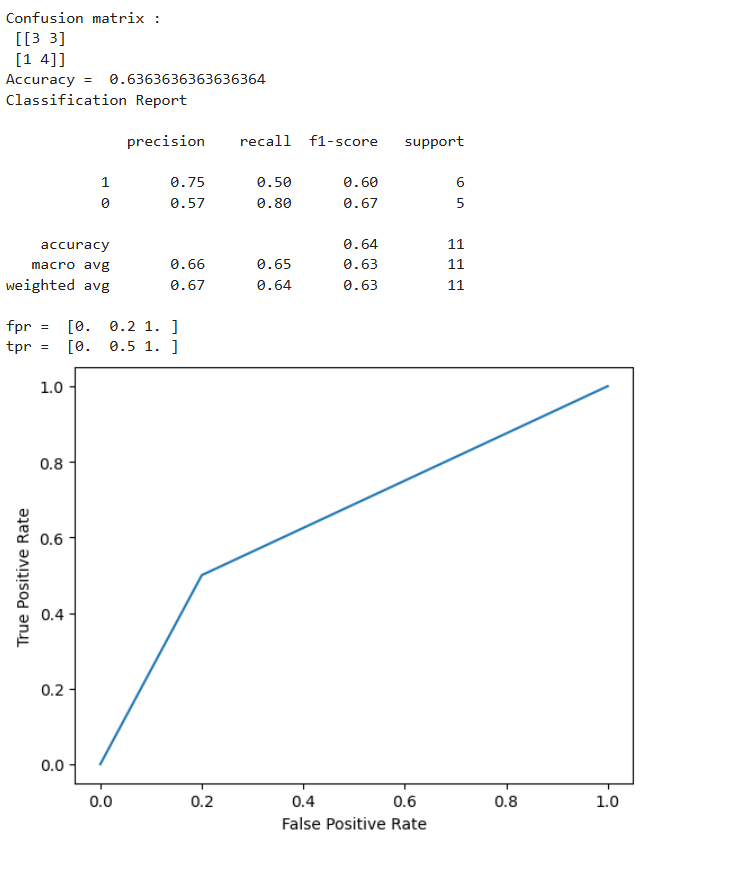 Confusion matrix :
[[3 3]
[1 4]]
Accuracy =  0.6363636363636364
Classification Report
precision recall f1-score support
1 0.75 0.50 0.60 6
0 0.57 0.80 0.67 5
accuracy 0.64 11
macro avg 0.66 0.65 0.63 11
weighted avg 0.67 0.64 0.63 11
fpr =  [0.  0.2 1. ]
tpr =  [0.  0.5 1. ]
1.0
0.8
0.6
0.4
0.2
0.0
True Positive Rate
0.0 0.2 0.4 0.6 0.8 1.0
False Positive Rate